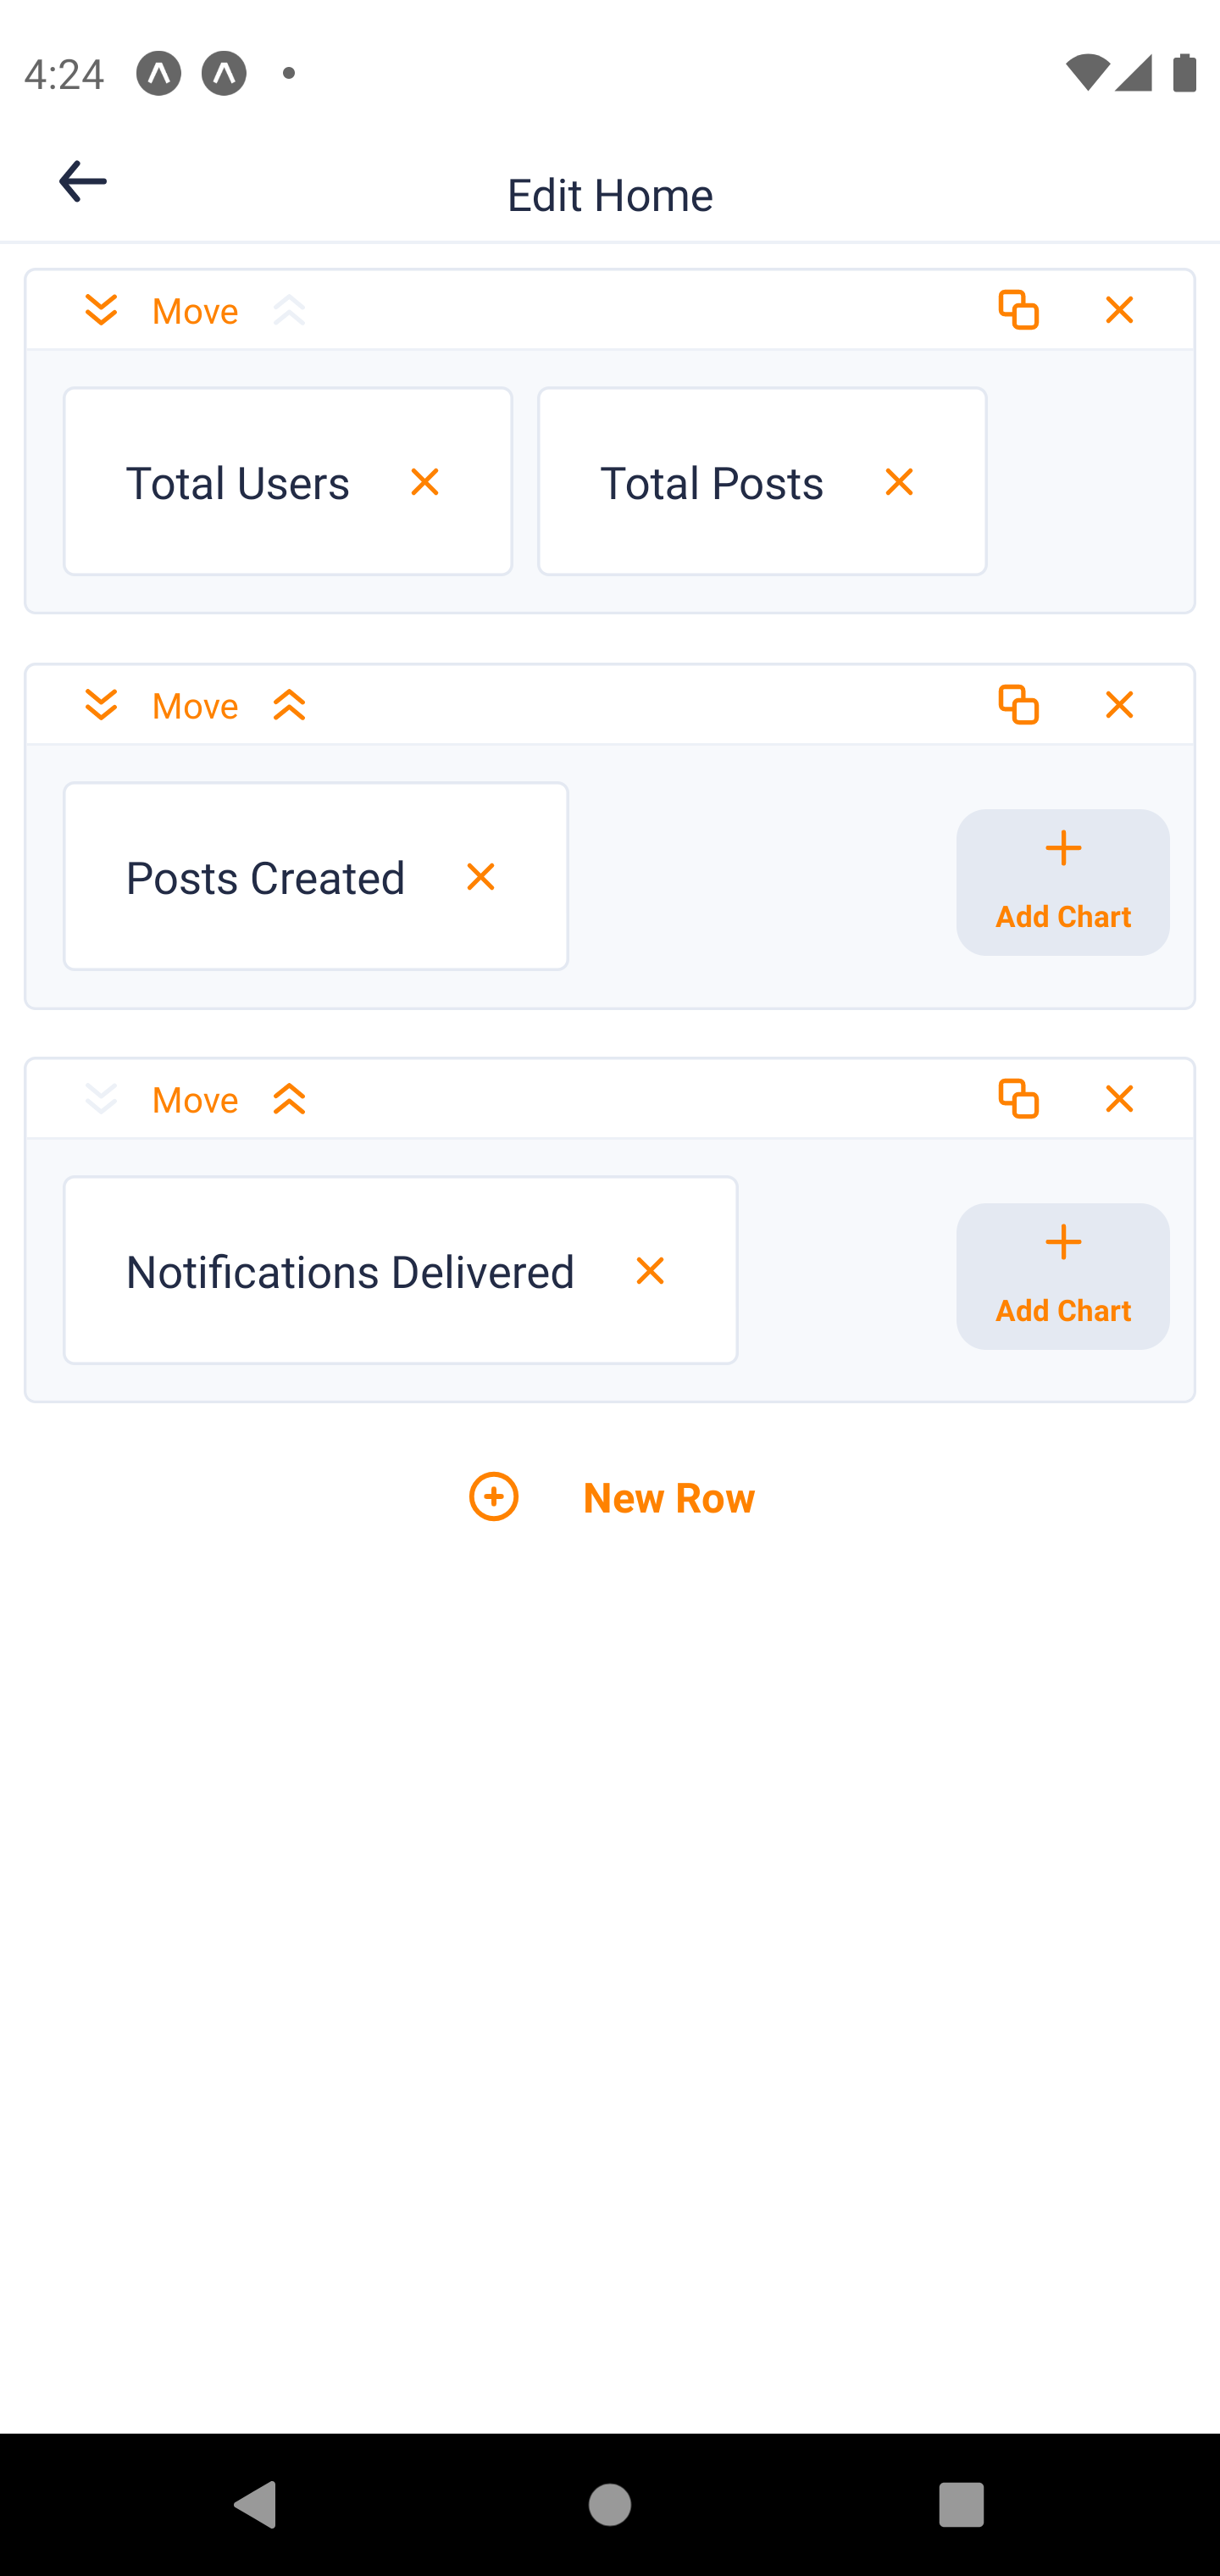 4:24
Edit Home
Move
Total Users
Total Posts
Move
Posts Created
Add Chart
Move
Notifications Delivered
Add Chart
New Row